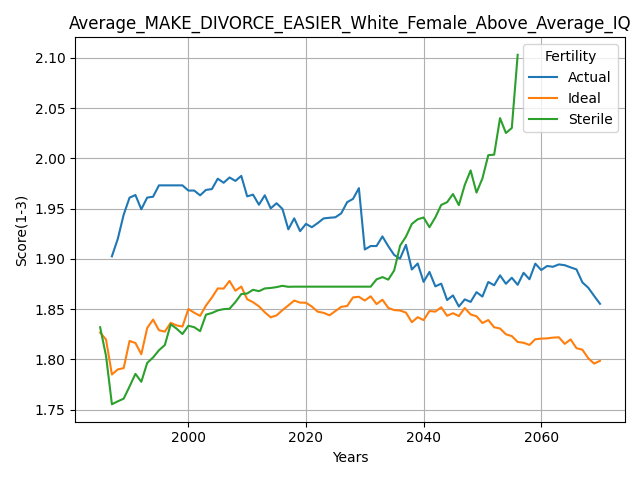 Average_MAKE_DIVORCE_EASIER_White_Female_Above_Average_IQ
Fertility
Actual
Ideal
Sterile
Score(1-3)
2.10
2.05
2.00
1.95
1.90
1.85
1.80
1.75
2000
2020
2040
2060
Years